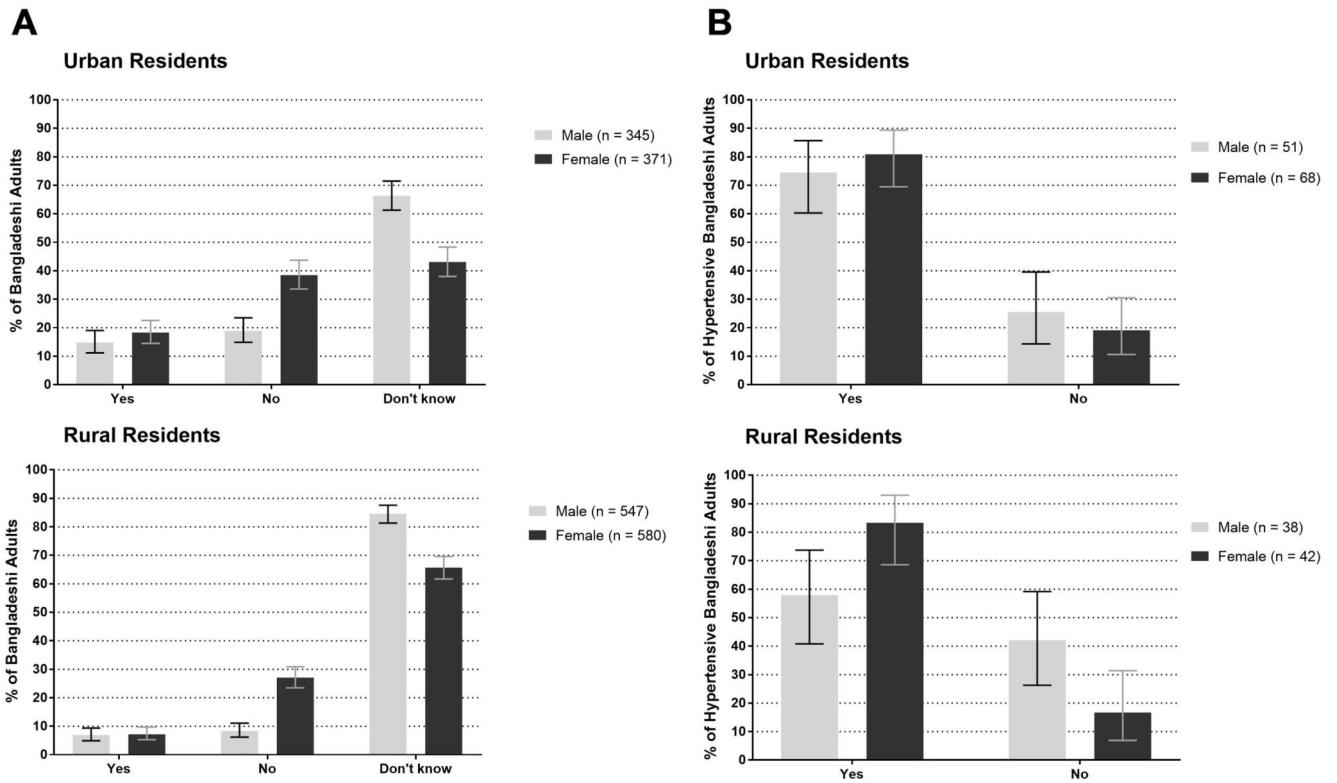 A
Urban Residents
% of Bangladeshi Adults
100
90
80
70
60
50
40
30
20
10
0
Yes No Don't know
Male (n = 345)
Female (n = 371)
Rural Residents
% of Bangladeshi Adults
100
90
80
70
60
50
40
30
20
10
0
Yes No Don't know
Male (n = 547)
Female (n = 580)
B
Urban Residents
% of Hypertensive Bangladeshi Adults
100
90
80
70
60
50
40
30
20
10
0
Yes No
Male (n = 51)
Female (n = 68)
Rural Residents
% of Hypertensive Bangladeshi Adults
100
90
80
70
60
50
40
30
20
10
0
Yes No
Male (n = 38)
Female (n = 42)